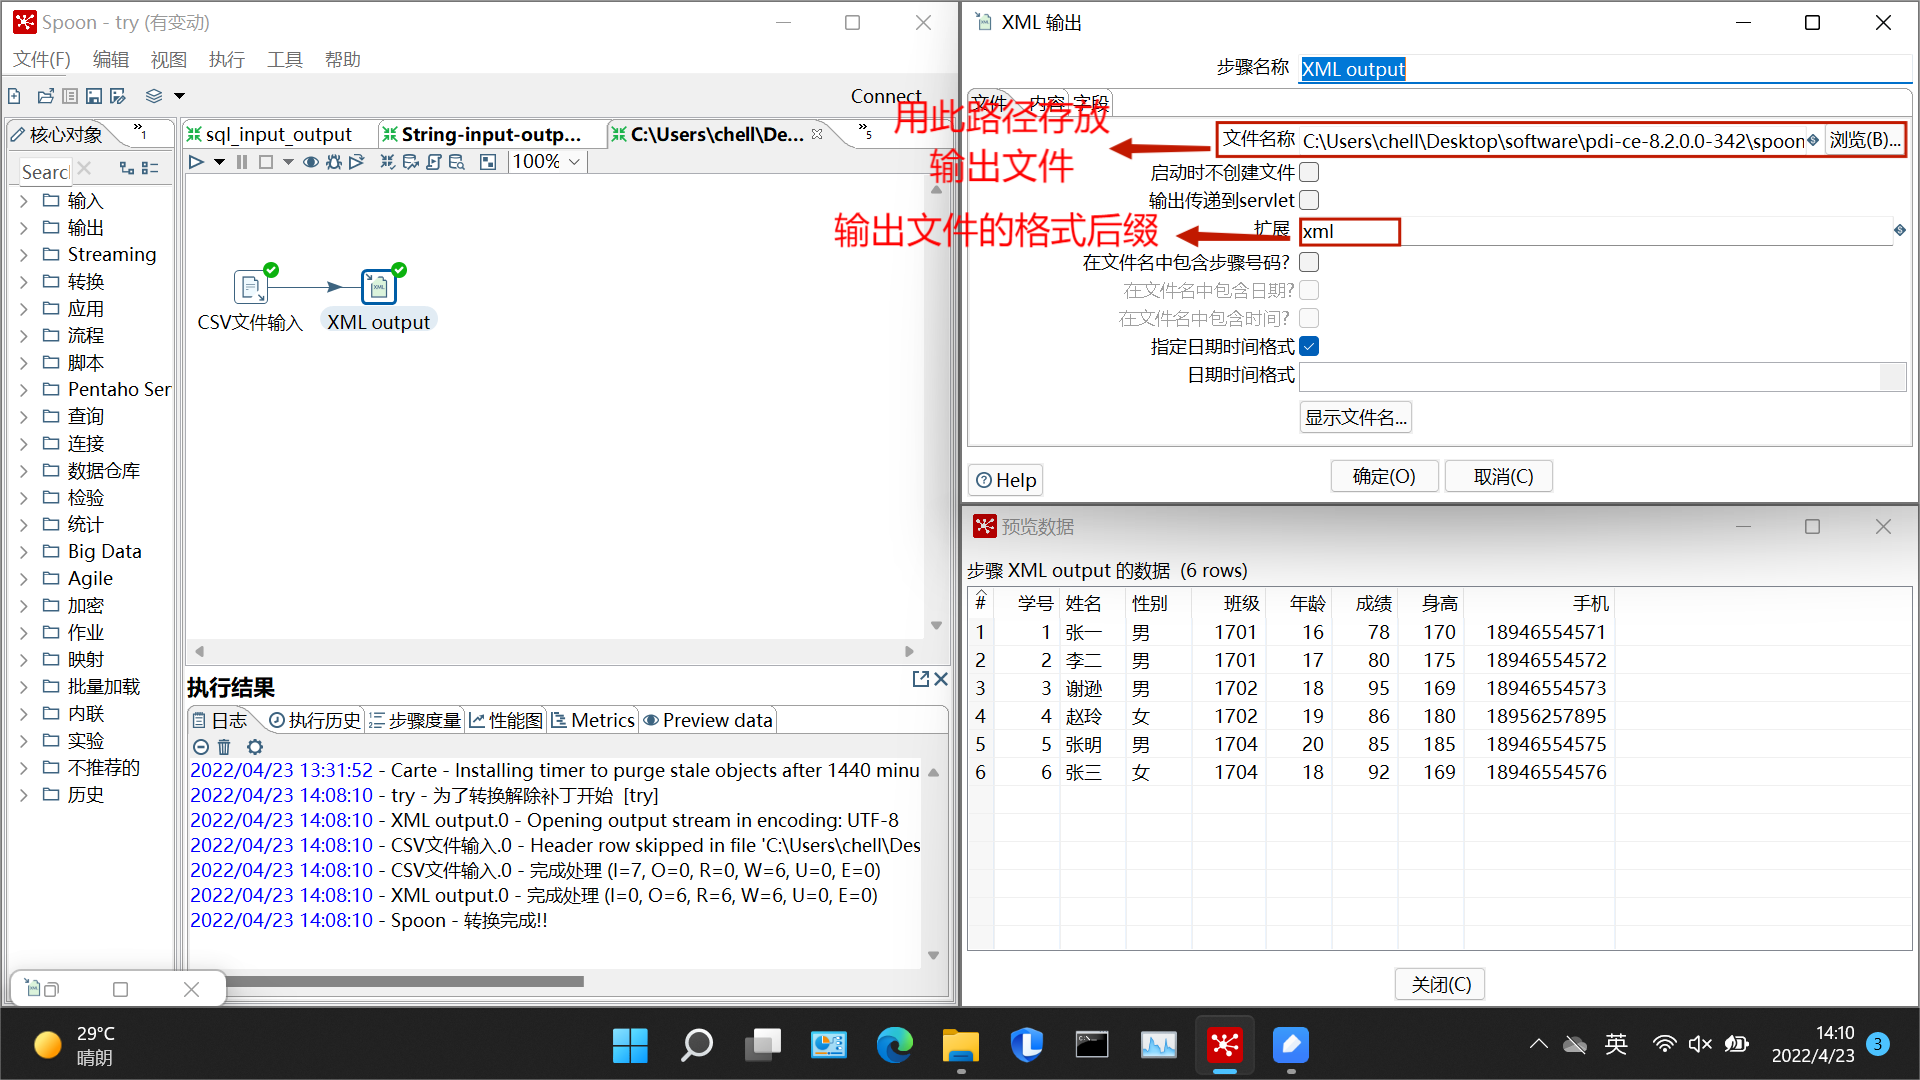 Spoon - try (有变动)
文件(F) 编辑 视图 执行 工具 帮助
Connect
核心对象
»1
sql_input_output
String-input-outp...
C:\Users\chell\De...
»5
Searcl
100%
输入
输出
Streaming
转换
应用
流程
脚本
Pentaho Ser
查询
连接
数据仓库
检验
统计
Big Data
Agile
加密
作业
映射
批量加载
内联
实验
不推荐的
历史
CSV文件输入
XML output
执行结果
日志 执行历史 步骤度量 性能图 Metrics Preview data
2022/04/23 13:31:52 - Carte - Installing timer to purge stale objects after 1440 minu
2022/04/23 14:08:10 - try - 为了转换解除补丁开始 [try]
2022/04/23 14:08:10 - XML output.0 - Opening output stream in encoding: UTF-8
2022/04/23 14:08:10 - CSV文件输入.0 - Header row skipped in file 'C:\Users\chell\Des
2022/04/23 14:08:10 - CSV文件输入.0 - 完成处理 (I=7, O=0, R=0, W=6, U=0, E=0)
2022/04/23 14:08:10 - XML output.0 - 完成处理 (I=0, O=6, R=6, W=6, U=0, E=0)
2022/04/23 14:08:10 - Spoon - 转换完成!!
XML 输出
步骤名称 XML output
文件 内容 字段
用此路径存放
输出文件
文件名称 C:\Users\chell\Desktop\software\pdi-ce-8.2.0.0-342\spoon 浏览(B)...
启动时不创建文件
输出传递到servlet
输出文件的格式后缀
扩展 xml
在文件名中包含步骤号码?
在文件名中包含日期?
在文件名中包含时间?
指定日期时间格式
日期时间格式
显示文件名...
Help
确定(O)
取消(C)
预览数据
步骤 XML output 的数据 (6 rows)
# 学号 姓名 性别 班级 年龄 成绩 身高 手机
1 1 张一 男 1701 16 78 170 18946554571
2 2 李二 男 1701 17 80 175 18946554572
3 3 谢逊 男 1702 18 95 169 18946554573
4 4 赵玲 女 1702 19 86 180 18956257895
5 5 张明 男 1704 20 85 185 18946554575
6 6 张三 女 1704 18 92 169 18946554576
关闭(C)
29°C
晴朗
英
14:10
2022/4/23
3